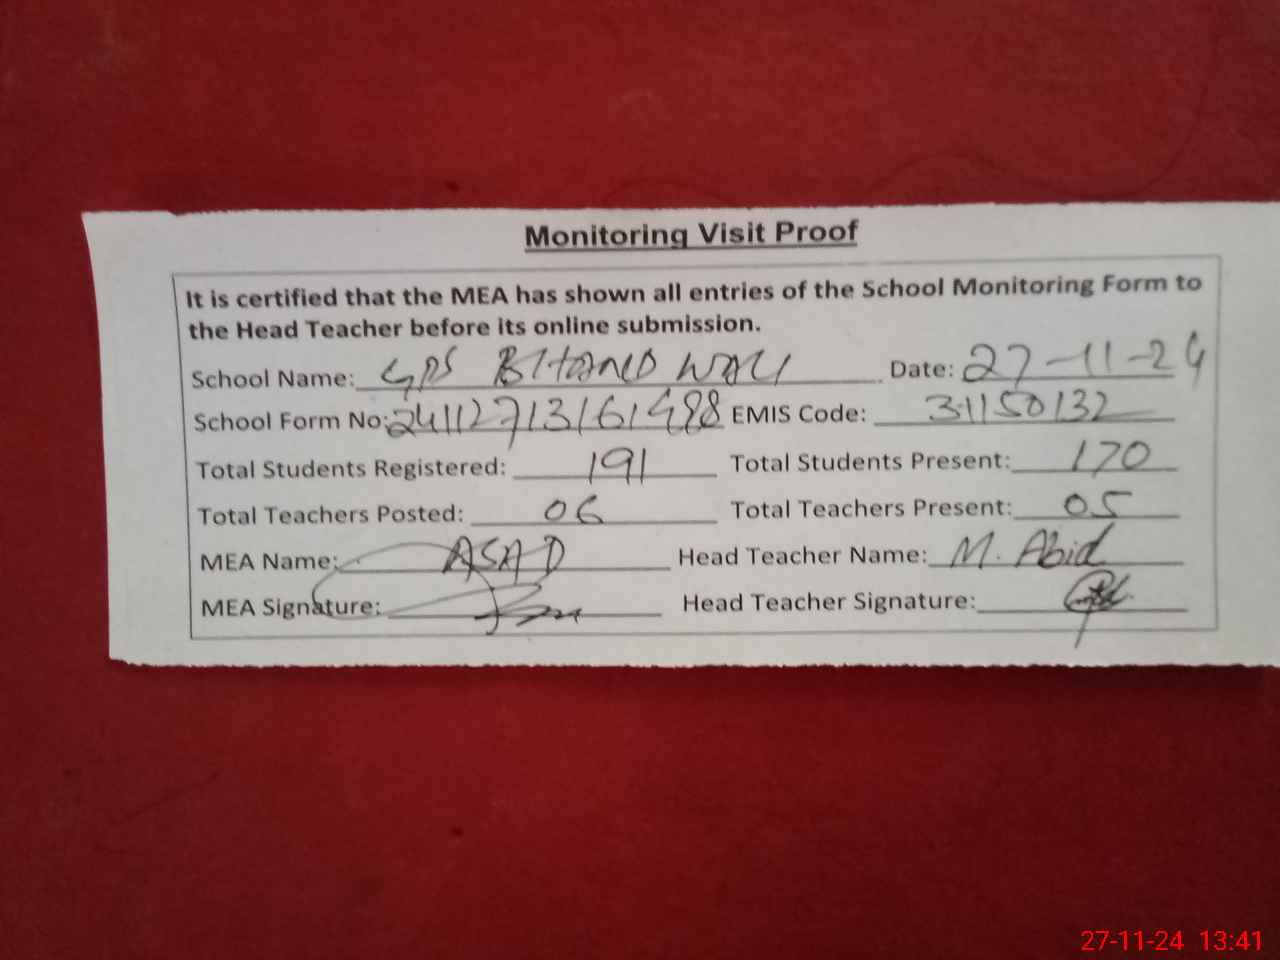 Monitoring Visit Proof
It is certified that the MEA has shown all entries of the School Monitoring Form to
the Head Teacher before its online submission.
School Name: GPS WALI Date: 27-11-24
School Form No: 241127131614988 EMIS Code: 31150132
Total Students Registered: 191 Total Students Present: 170
Total Teachers Posted: 06 Total Teachers Present: 05
MEA Name: ASAD Head Teacher Name: M. Abid
MEA Signature: Head Teacher Signature:
27-11-24 13:41